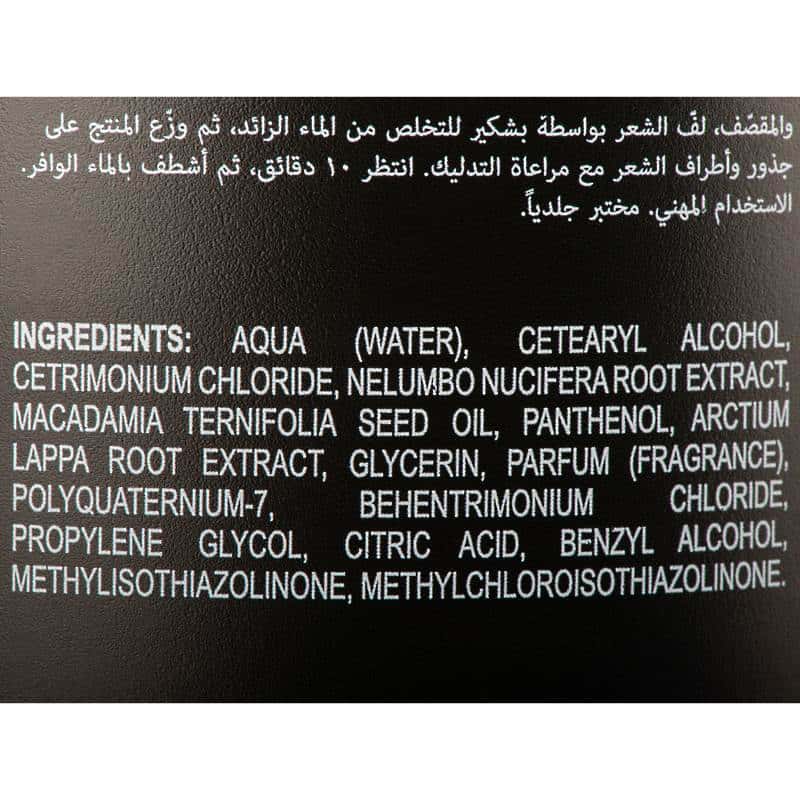 والمقصّف، لفّ الشعر بواسطة بشكير للتخلص من الماء الزائد، ثم وزّع المنتج على
جذور وأطراف الشعر مع مراعاة التدليك. انتظر ١٠ دقائق، ثم أشطف بالماء الوافر.
الاستخدام المهني. مختبر جلدياً.
INGREDIENTS: AQUA (WATER), CETEARYL ALCOHOL,
CETRIMONIUM CHLORIDE, NELUMBO NUCIFERA ROOT EXTRACT,
MACADAMIA TERNIFOLIA SEED OIL, PANTHENOL, ARCTIUM
LAPPA ROOT EXTRACT, GLYCERIN, PARFUM (FRAGRANCE),
POLYQUATERNIUM-7, BEHENTRIMONIUM CHLORIDE,
PROPYLENE GLYCOL, CITRIC ACID, BENZYL ALCOHOL,
METHYLISOTHIAZOLINONE, METHYLCHLOROISOTHIAZOLINONE.